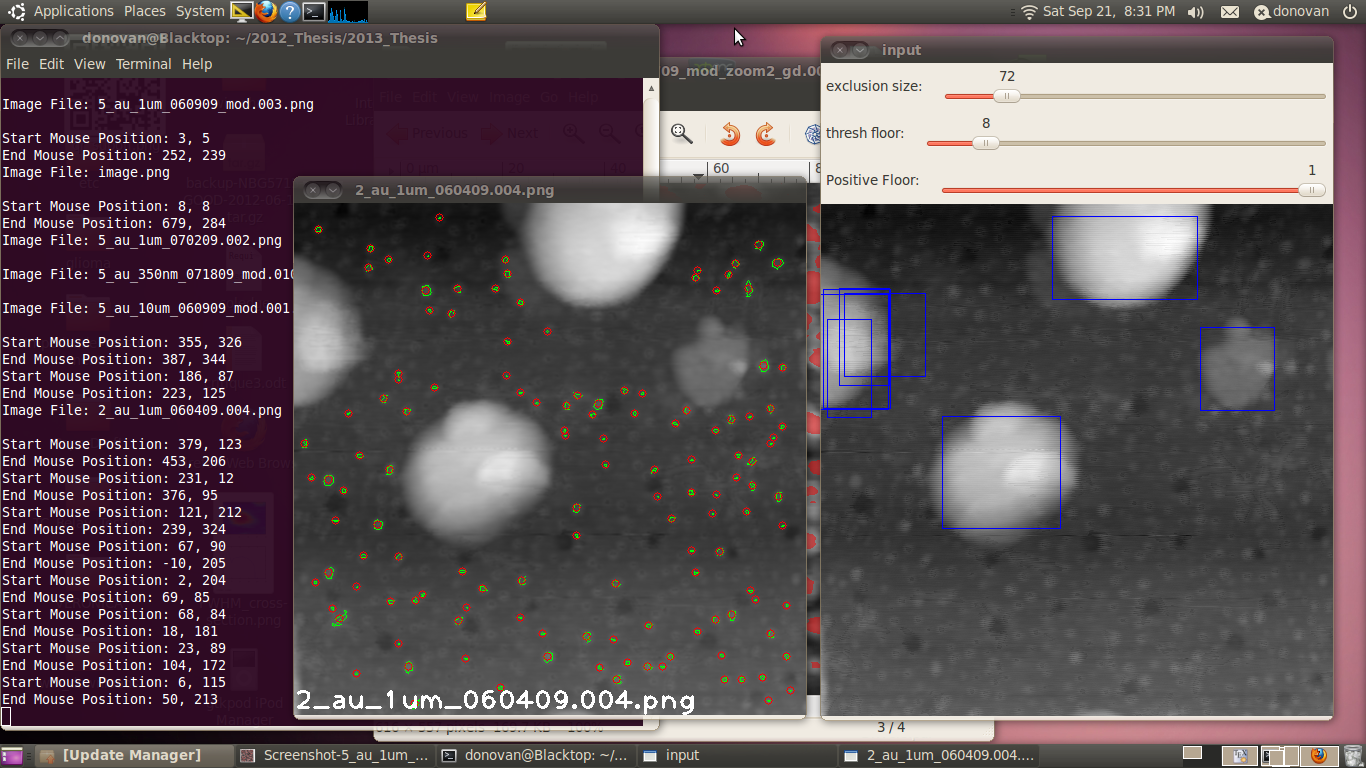 Applications Places System
Sat Sep 21, 8:31 PM
donovan
donovan@Blacktop: ~/2012_Thesis/2013_Thesis
File Edit View Terminal Help
Image File: 5_au_1um_060909_mod.003.png
Start Mouse Position: 3, 5
End Mouse Position: 252, 239
Image File: image.png
Start Mouse Position: 8, 8
End Mouse Position: 679, 284
Image File: 5_au_1um_070209.002.png
Image File: 5_au_350nm_071809_mod.010
Image File: 5_au_10um_060909_mod.001
Start Mouse Position: 355, 326
End Mouse Position: 387, 344
Start Mouse Position: 186, 87
End Mouse Position: 223, 125
Image File: 2_au_1um_060409.004.png
Start Mouse Position: 379, 123
End Mouse Position: 453, 206
Start Mouse Position: 231, 12
End Mouse Position: 376, 95
Start Mouse Position: 121, 212
End Mouse Position: 239, 324
Start Mouse Position: 67, 90
End Mouse Position: -10, 205
Start Mouse Position: 2, 204
End Mouse Position: 69, 85
Start Mouse Position: 68, 84
End Mouse Position: 18, 181
Start Mouse Position: 23, 89
End Mouse Position: 104, 172
Start Mouse Position: 6, 115
End Mouse Position: 50, 213
09_mod_zoom2_gd.00
File Edit View Image Go Help
Previous Next
60
2_au_1um_060409.004.png
2_au_1um_060409.004.png
3 / 4
input
exclusion size:
72
thresh floor:
8
Positive Floor:
1
[Update Manager]
Screenshot-5_au_1um_...
donovan@Blacktop: ~/...
input
2_au_1um_060409.004....